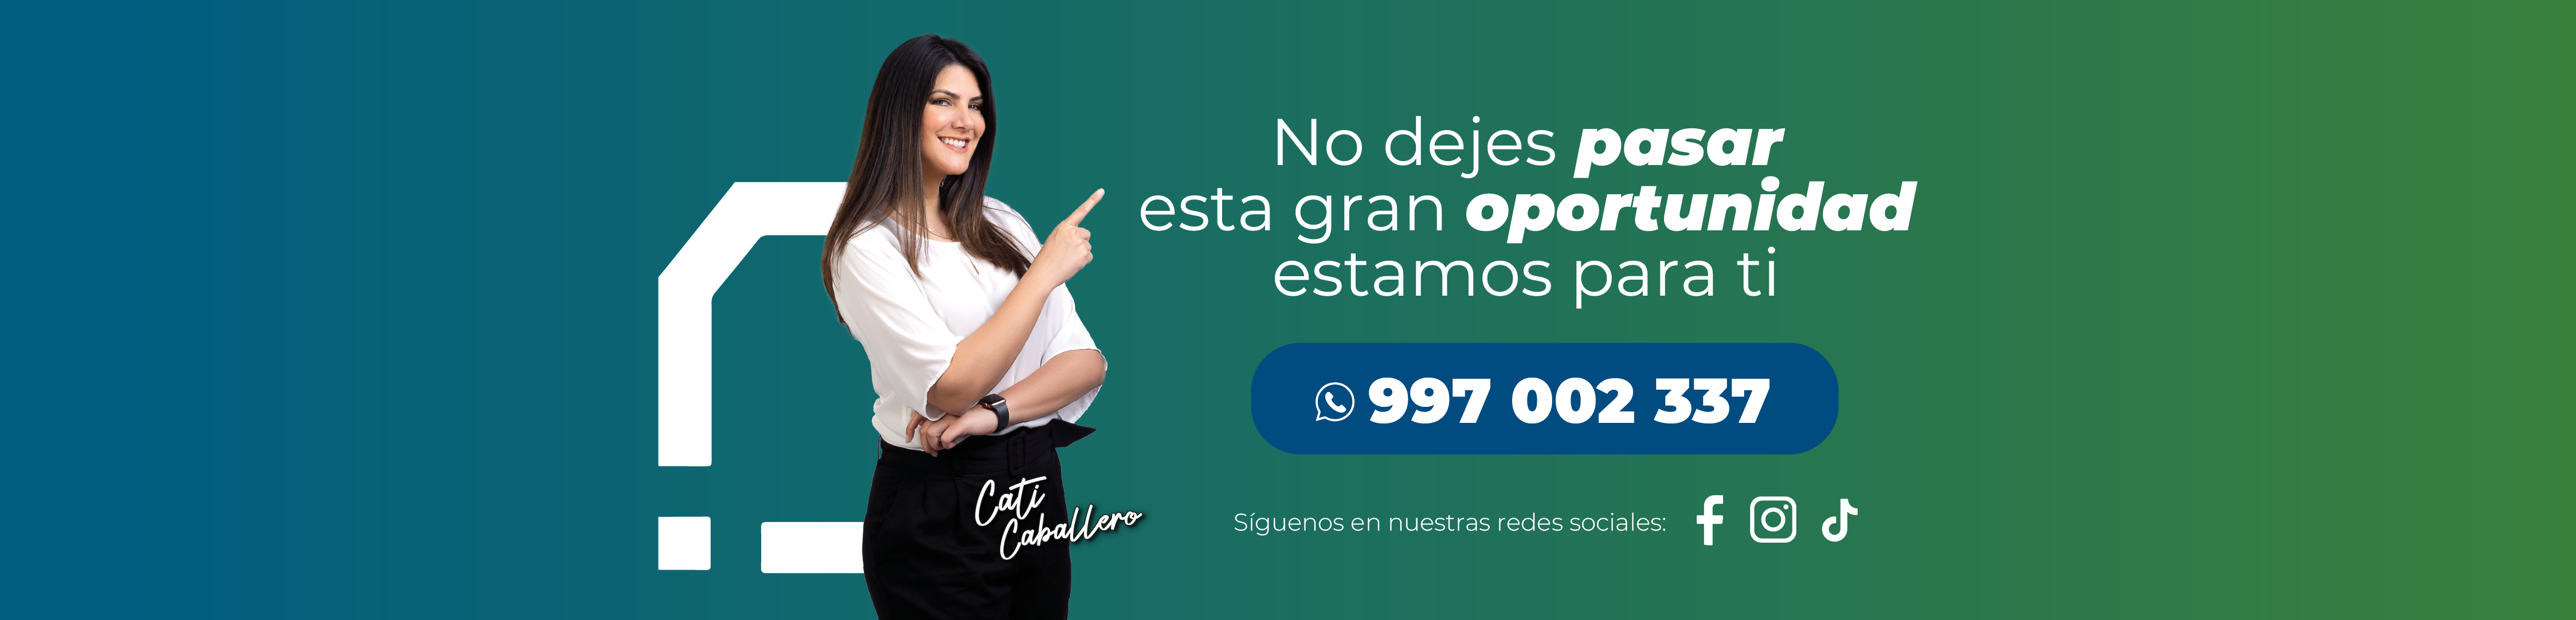 No dejes pasar
esta gran oportunidad
estamos para ti
997 002 337
Cati
Caballero
Síguenos en nuestras redes sociales: